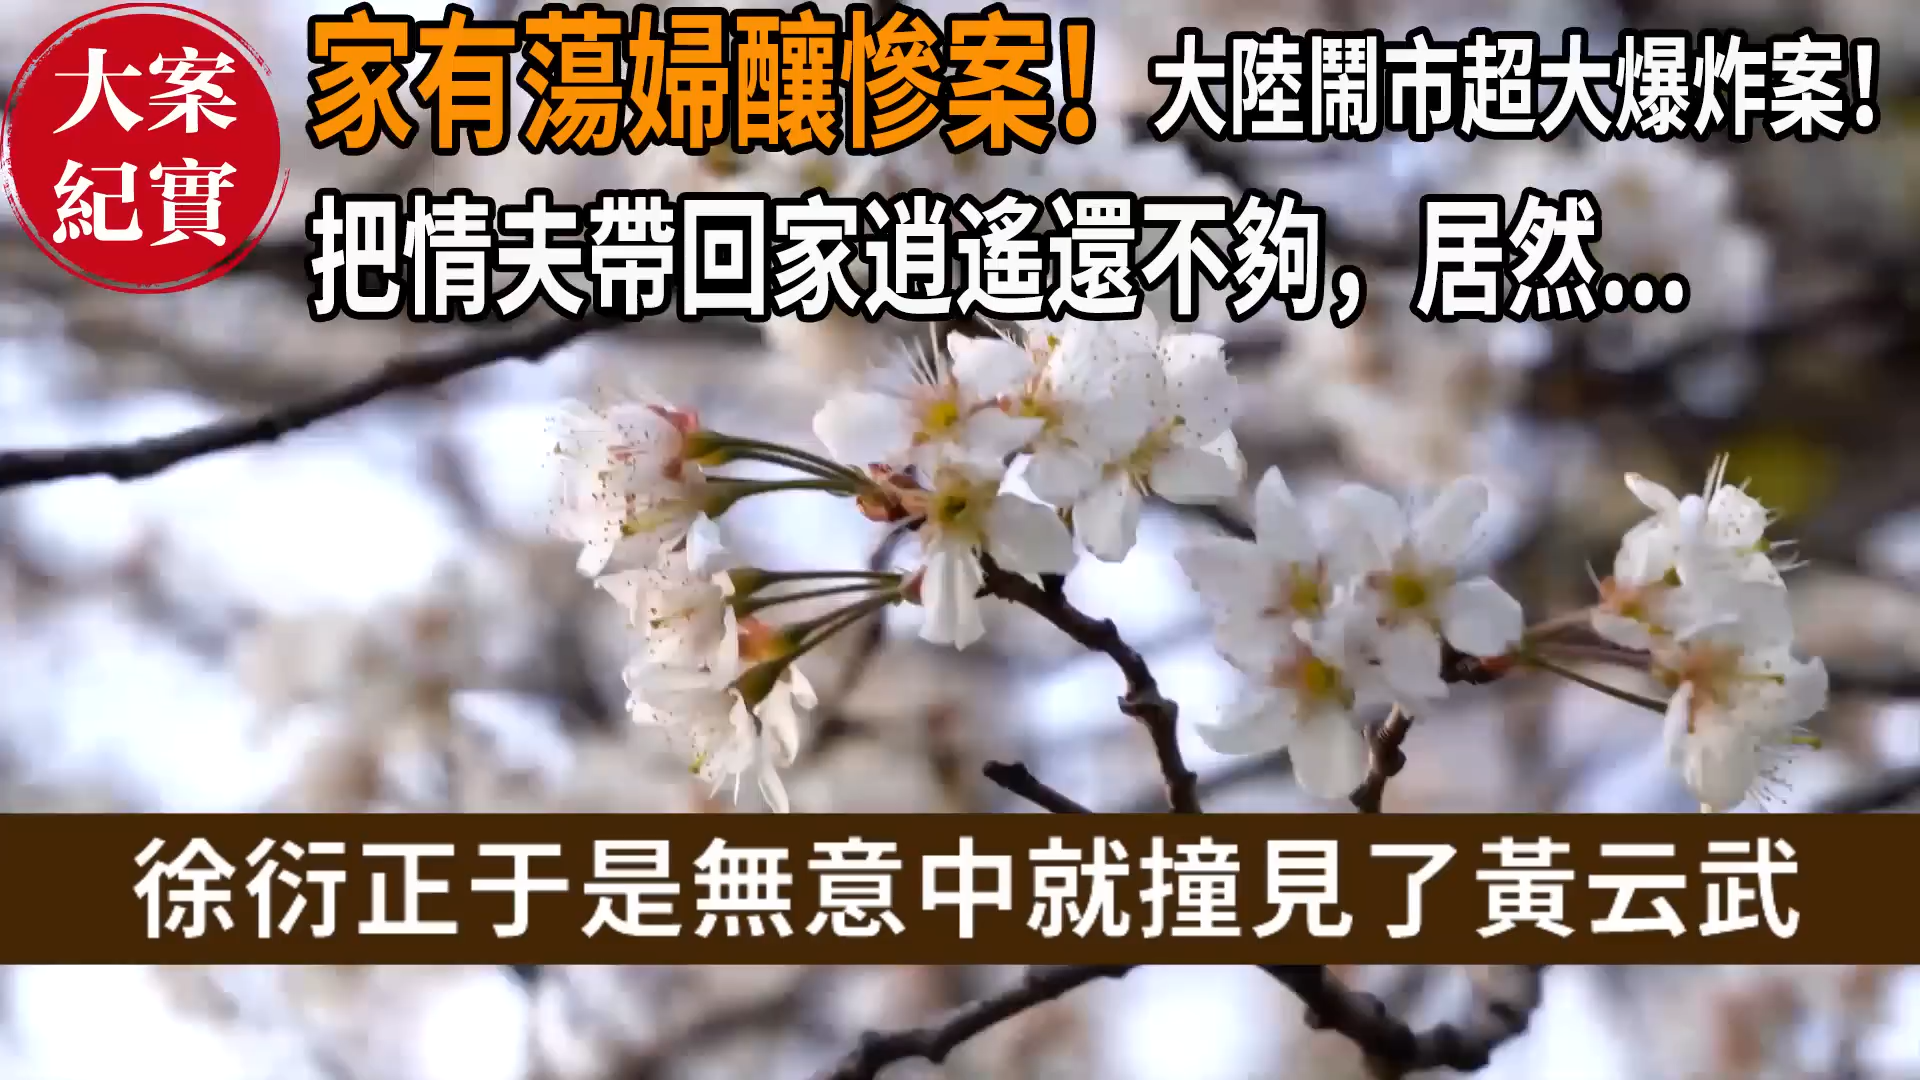 大案
紀實
家有蕩婦釀慘案！大陸鬧市超大爆炸案！
把情夫帶回家逍遙還不夠，居然...
徐衍正于是無意中就撞見了黃云武